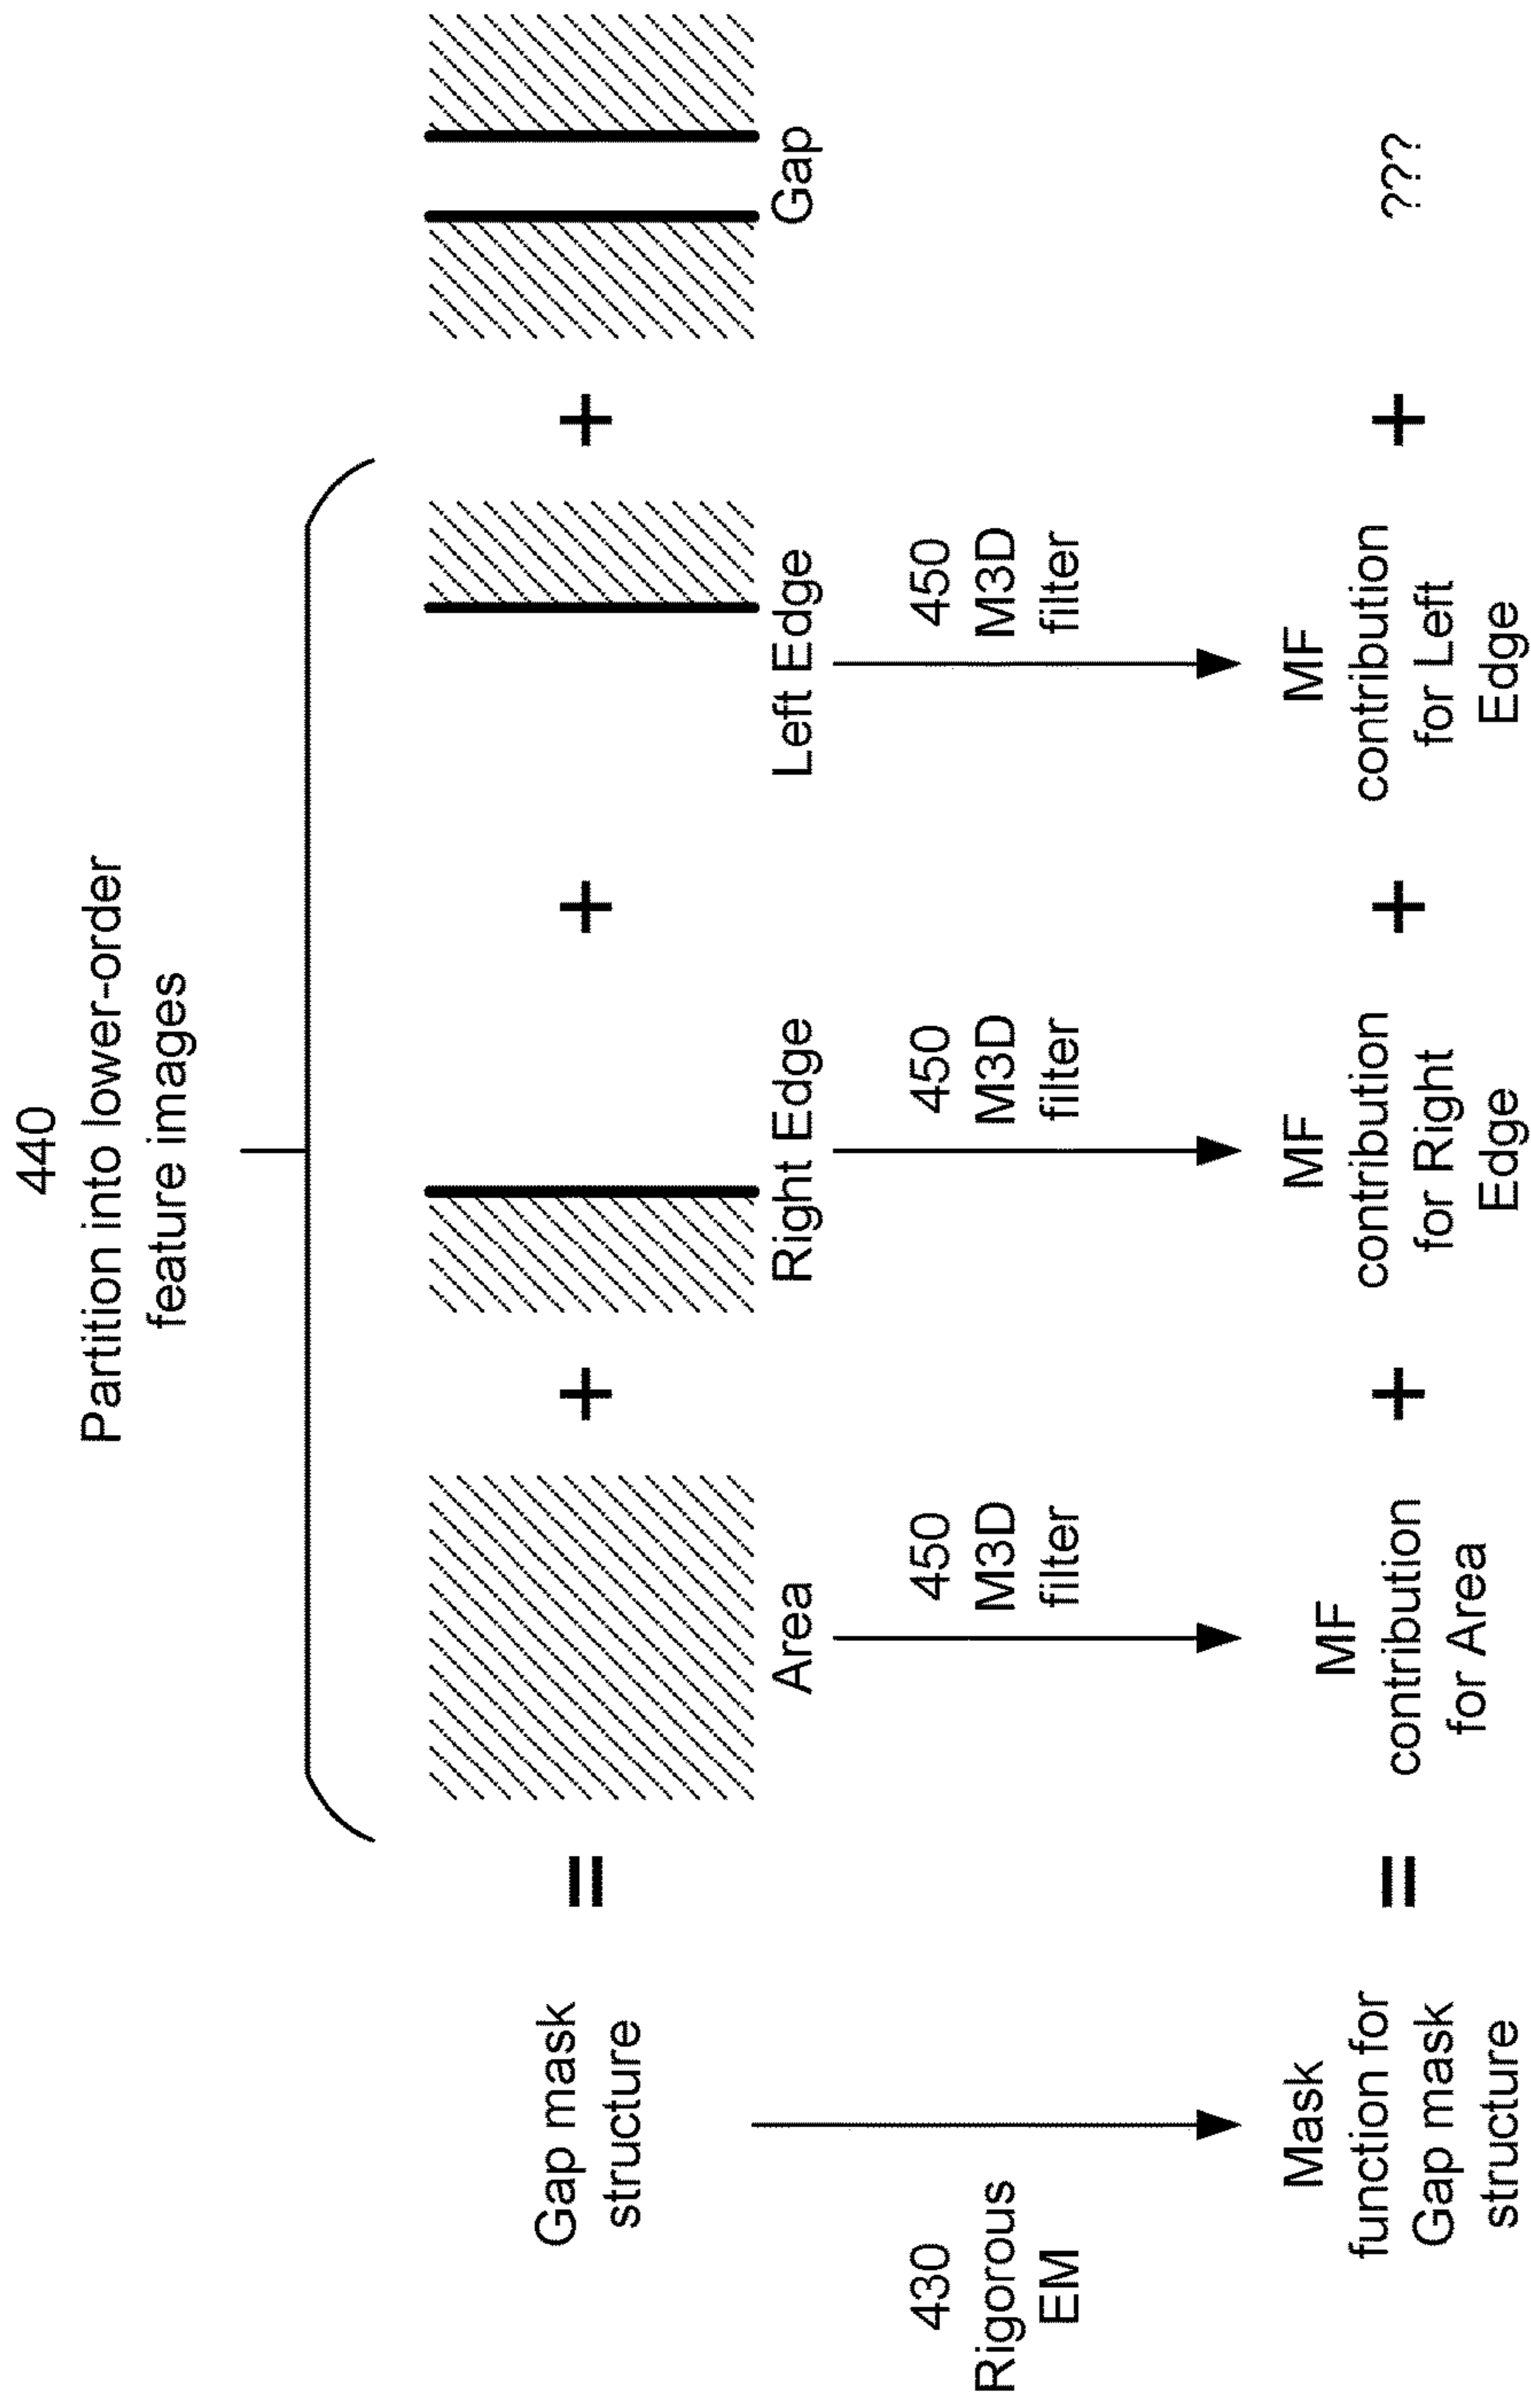 440
Partition into lower-order
feature images
Gap mask
structure
=
Area
+
Right Edge
+
Left Edge
+
Gap
430
Rigorous
EM
450
M3D
filter
450
M3D
filter
450
M3D
filter
Mask
function for
Gap mask
structure
=
MF
contribution
for Area
+
MF
contribution
for Right
Edge
+
MF
contribution
for Left
Edge
+
???